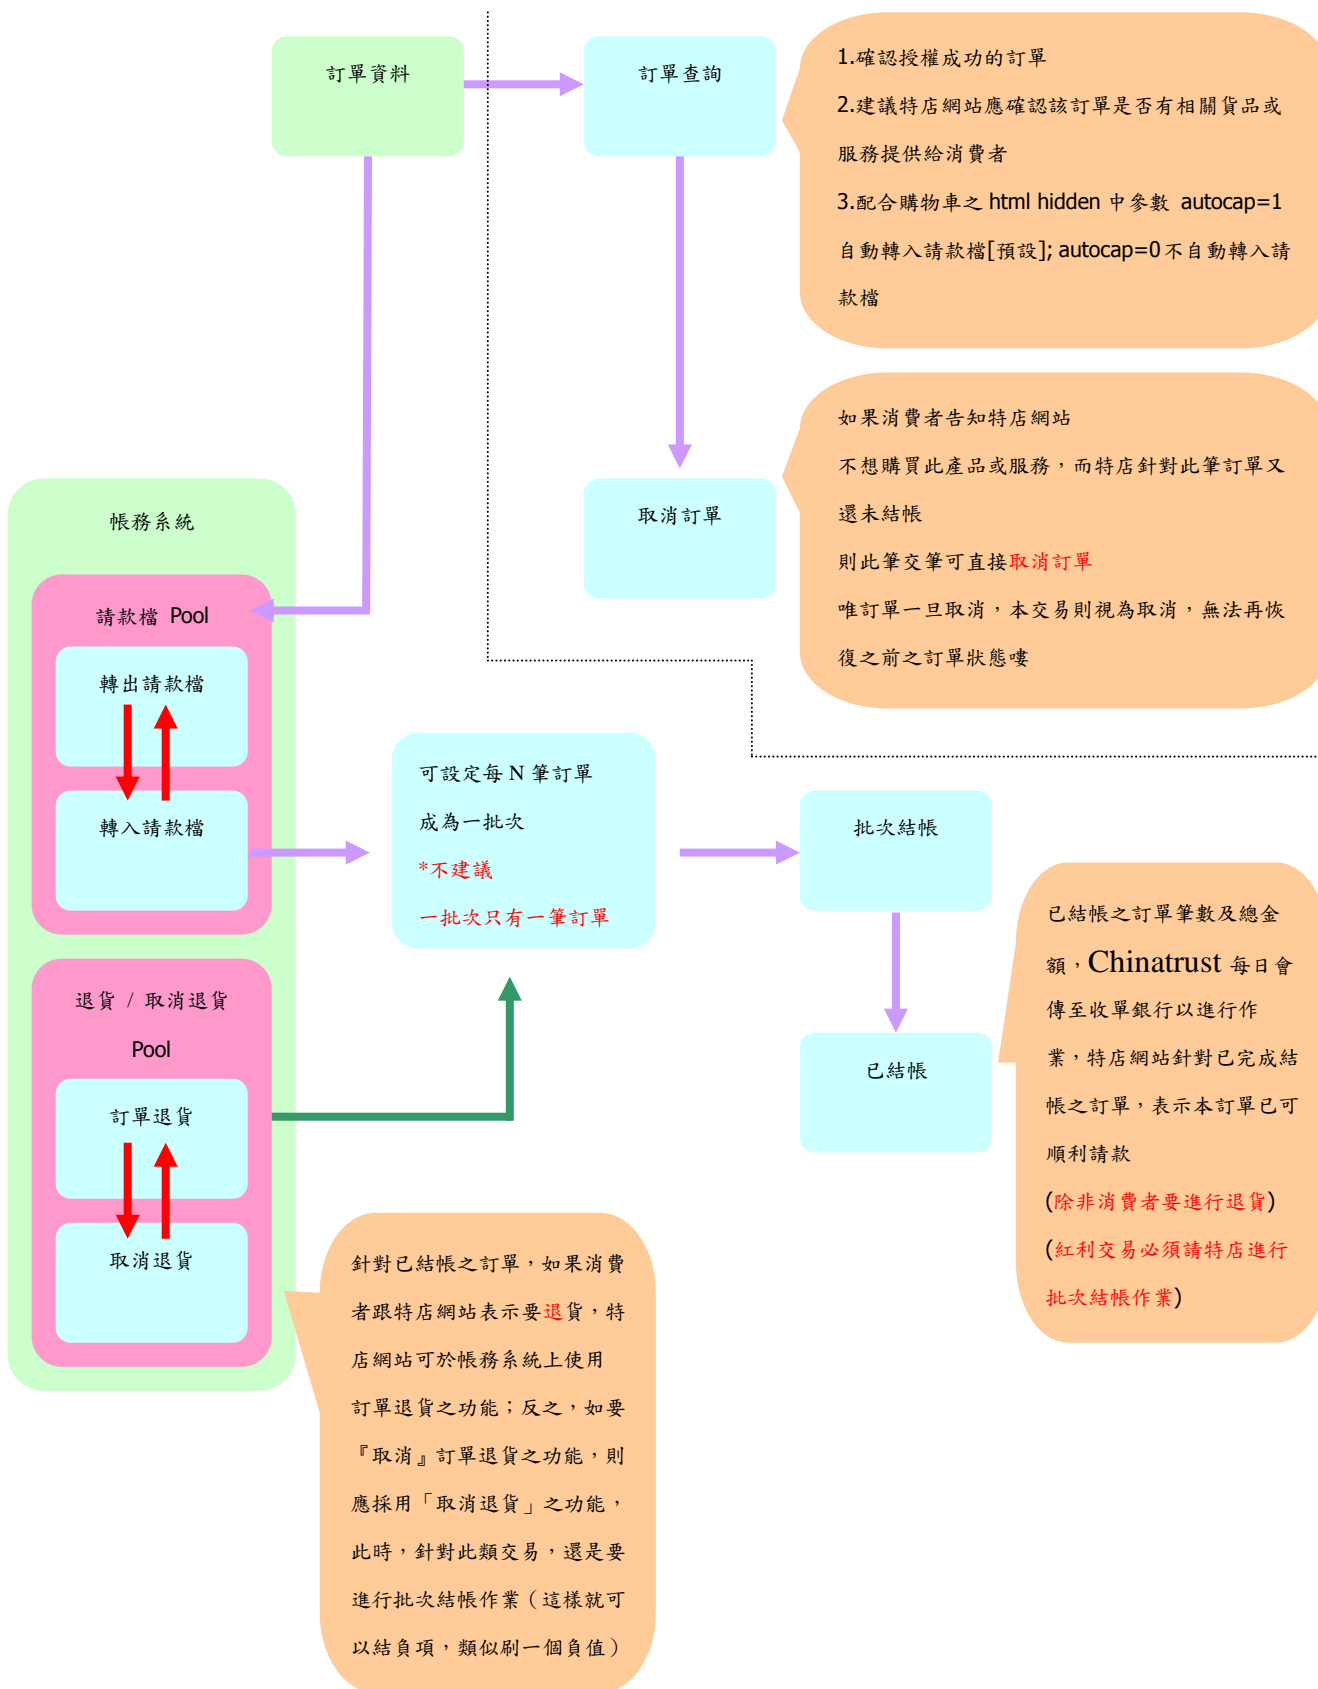 訂單資料
訂單查詢
1.確認授權成功的訂單
2.建議特店網站應確認該訂單是否有相關貨品或
服務提供給消費者
3.配合購物車之 html hidden 中參數 autocap=1
自動轉入請款檔[預設]; autocap=0不自動轉入請
款檔
取消訂單
如果消費者告知特店網站
不想購買此產品或服務，而特店針對此筆訂單又
還未結帳
則此筆交筆可直接取消訂單
唯訂單一旦取消，本交易則視為取消，無法再恢
復之前之訂單狀態嘍
帳務系統
請款檔 Pool
轉出請款檔
轉入請款檔
可設定每 N 筆訂單
成為一批次
*不建議
一批次只有一筆訂單
批次結帳
已結帳
已結帳之訂單筆數及總金
額，Chinatrust 每日會
傳至收單銀行以進行作
業，特店網站針對已完成結
帳之訂單，表示本訂單已可
順利請款
(除非消費者要進行退貨)
(紅利交易必須請特店進行
批次結帳作業)
退貨 / 取消退貨
Pool
訂單退貨
取消退貨
針對已結帳之訂單，如果消費
者跟特店網站表示要退貨，特
店網站可於帳務系統上使用
訂單退貨之功能；反之，如要
『取消』訂單退貨之功能，則
應採用「取消退貨」之功能，
此時，針對此類交易，還是要
進行批次結帳作業（這樣就可
以結負項，類似刷一個負值）